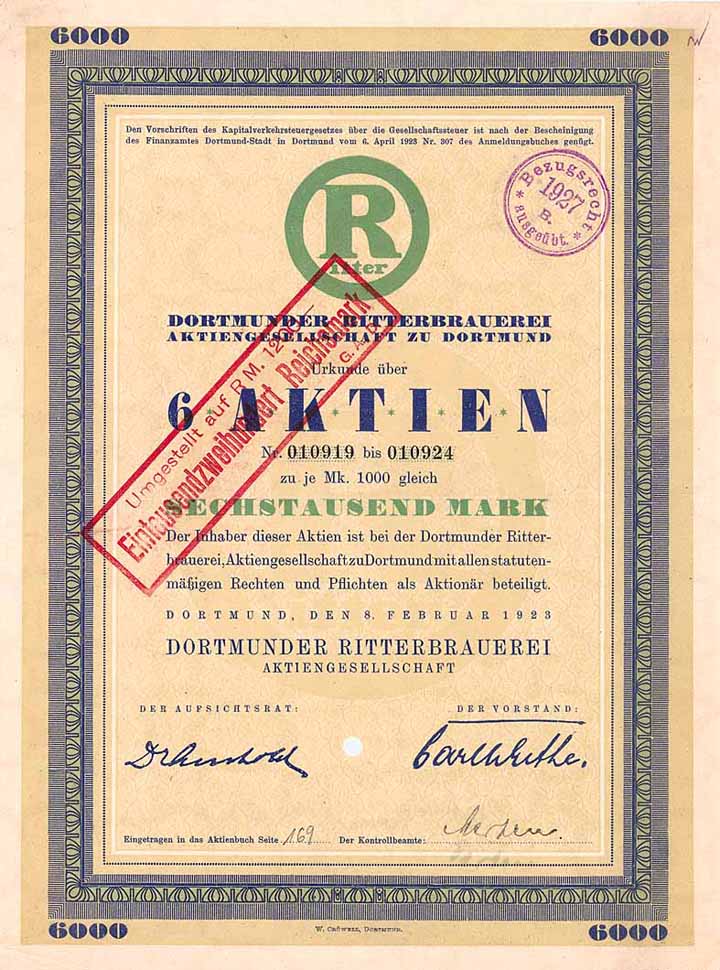 6000 6000
Den Vorschriften des Kapitalverkehrsteuergesetzes über die Gesellschaftssteuer ist nach der Bescheinigung
des Finanzamtes Dortmund-Stadt in Dortmund vom 6. April 1923 Nr. 307 des Anmeldungsbuches genügt.
* Bezugsrecht *
1927
B.
ausgeübt.
R
itter
DORTMUNDER RITTERBRAUEREI
AKTIENGESELLSCHAFT ZU DORTMUND
Urkunde über
6 AKTIEN
Nr. 010919 bis 010924
zu je Mk. 1000 gleich
SECHSTAUSEND MARK
Umgestellt auf RM. 1200.—
Eintausendzweihundert Reichsmark
Der Inhaber dieser Aktien ist bei der Dortmunder Ritter-
brauerei, Aktiengesellschaft zu Dortmund mit allen statuten-
mäßigen Rechten und Pflichten als Aktionär beteiligt.
DORTMUND, DEN 8. FEBRUAR 1923
DORTMUNDER RITTERBRAUEREI
AKTIENGESELLSCHAFT
DER AUFSICHTSRAT: DER VORSTAND:
Eingetragen in das Aktienbuch Seite 169 Der Kontrollbeamte:
6000 6000
W. Crüwell, Dortmund.